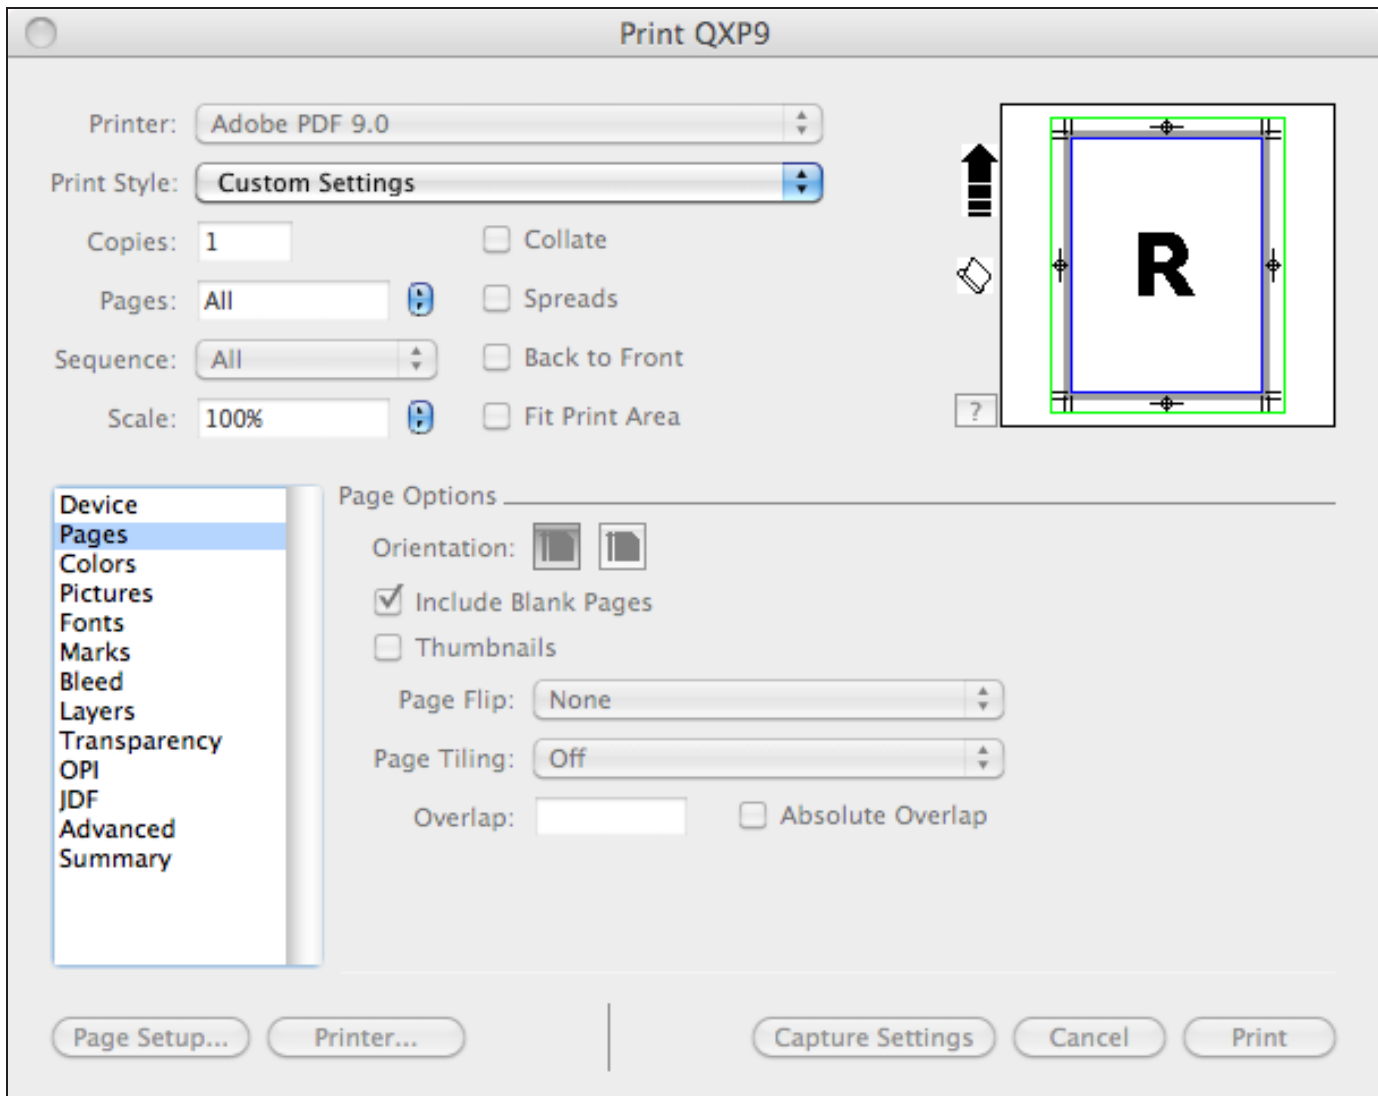 Print QXP9
Printer: Adobe PDF 9.0
Print Style: Custom Settings
Copies: 1 Collate
Pages: All Spreads
Sequence: All Back to Front
Scale: 100% Fit Print Area
?
R
Device
Pages
Colors
Pictures
Fonts
Marks
Bleed
Layers
Transparency
OPI
JDF
Advanced
Summary
Page Options
Orientation:
Include Blank Pages
Thumbnails
Page Flip: None
Page Tiling: Off
Overlap: Absolute Overlap
Page Setup... Printer... Capture Settings Cancel Print